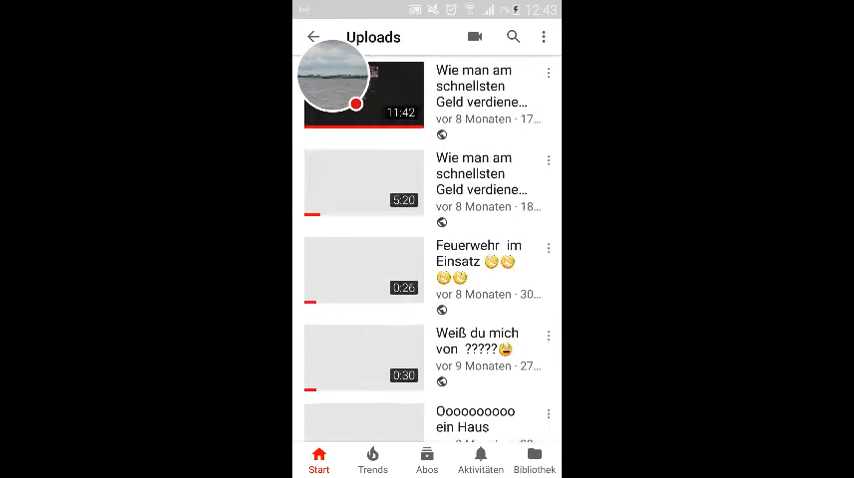 7% 12:43
Uploads
Wie man am
schnellsten
Geld verdiene...
11:42
vor 8 Monaten · 17...
Wie man am
schnellsten
Geld verdiene...
5:20
vor 8 Monaten · 18...
Feuerwehr im
Einsatz
0:26
vor 8 Monaten · 30...
Weiß du mich
von ?????
0:30
vor 9 Monaten · 27...
Oooooooooo
ein Haus
Start Trends Abos Aktivitäten Bibliothek